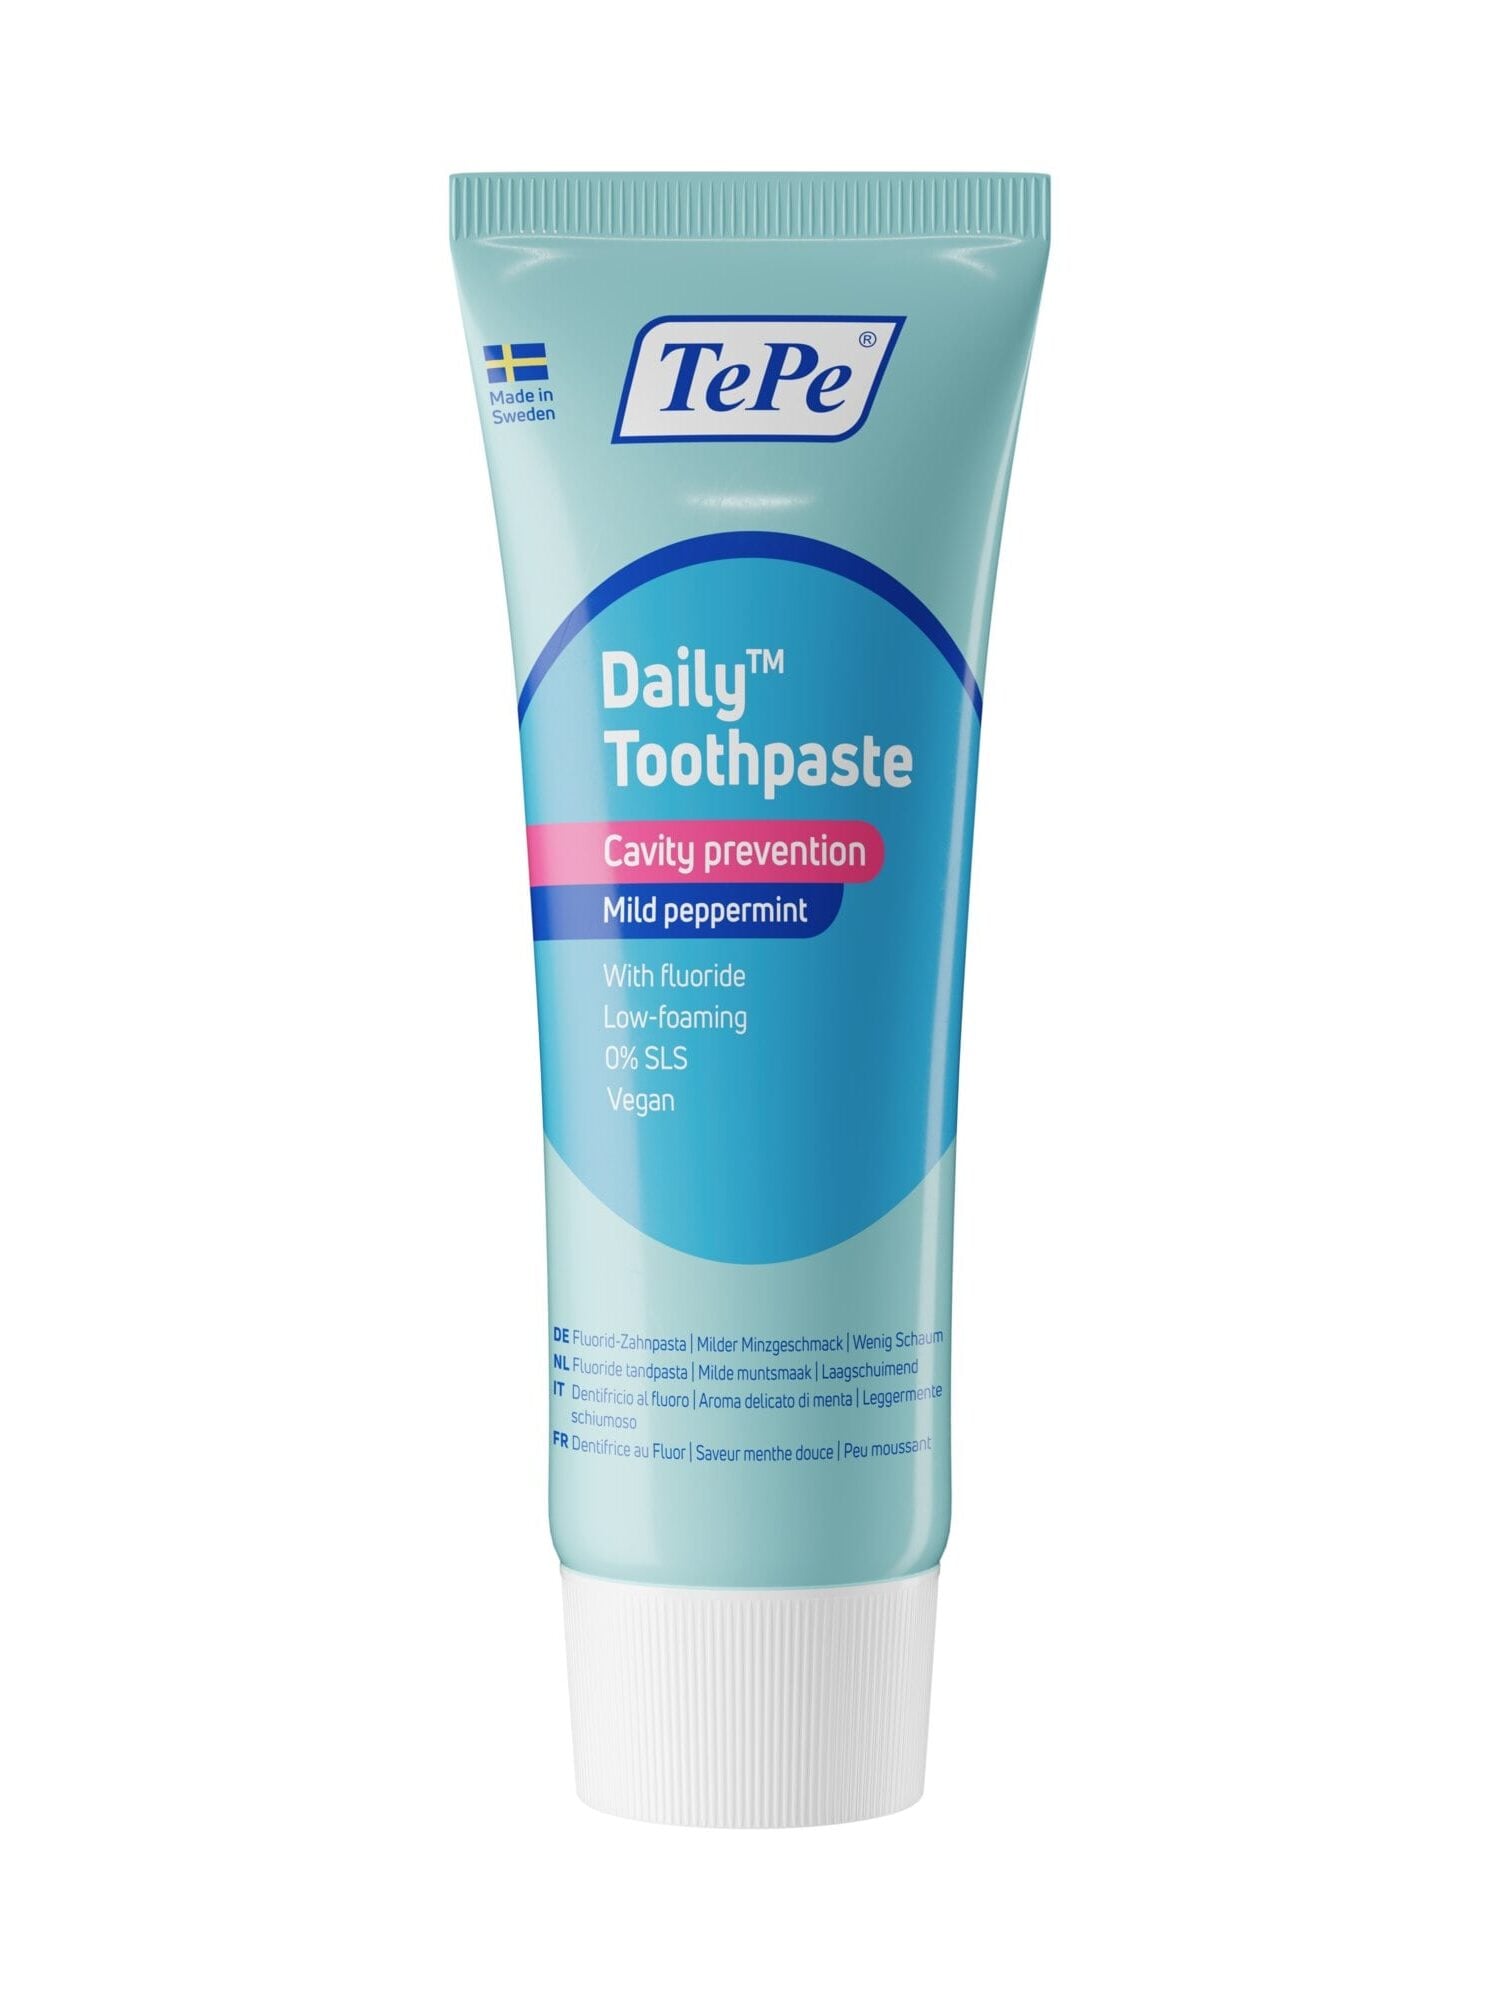 TePe®
Made in
Sweden
Daily™
Toothpaste
Cavity prevention
Mild peppermint
With fluoride
Low-foaming
0% SLS
Vegan
DE Fluorid-Zahnpasta | Milder Minzgeschmack | Wenig Schaum
NL Fluoride tandpasta | Milde muntsmaak | Laagschuimend
IT Dentifricio al fluoro | Aroma delicato di menta | Leggermente
schiumoso
FR Dentifrice au Fluor | Saveur menthe douce | Peu moussant